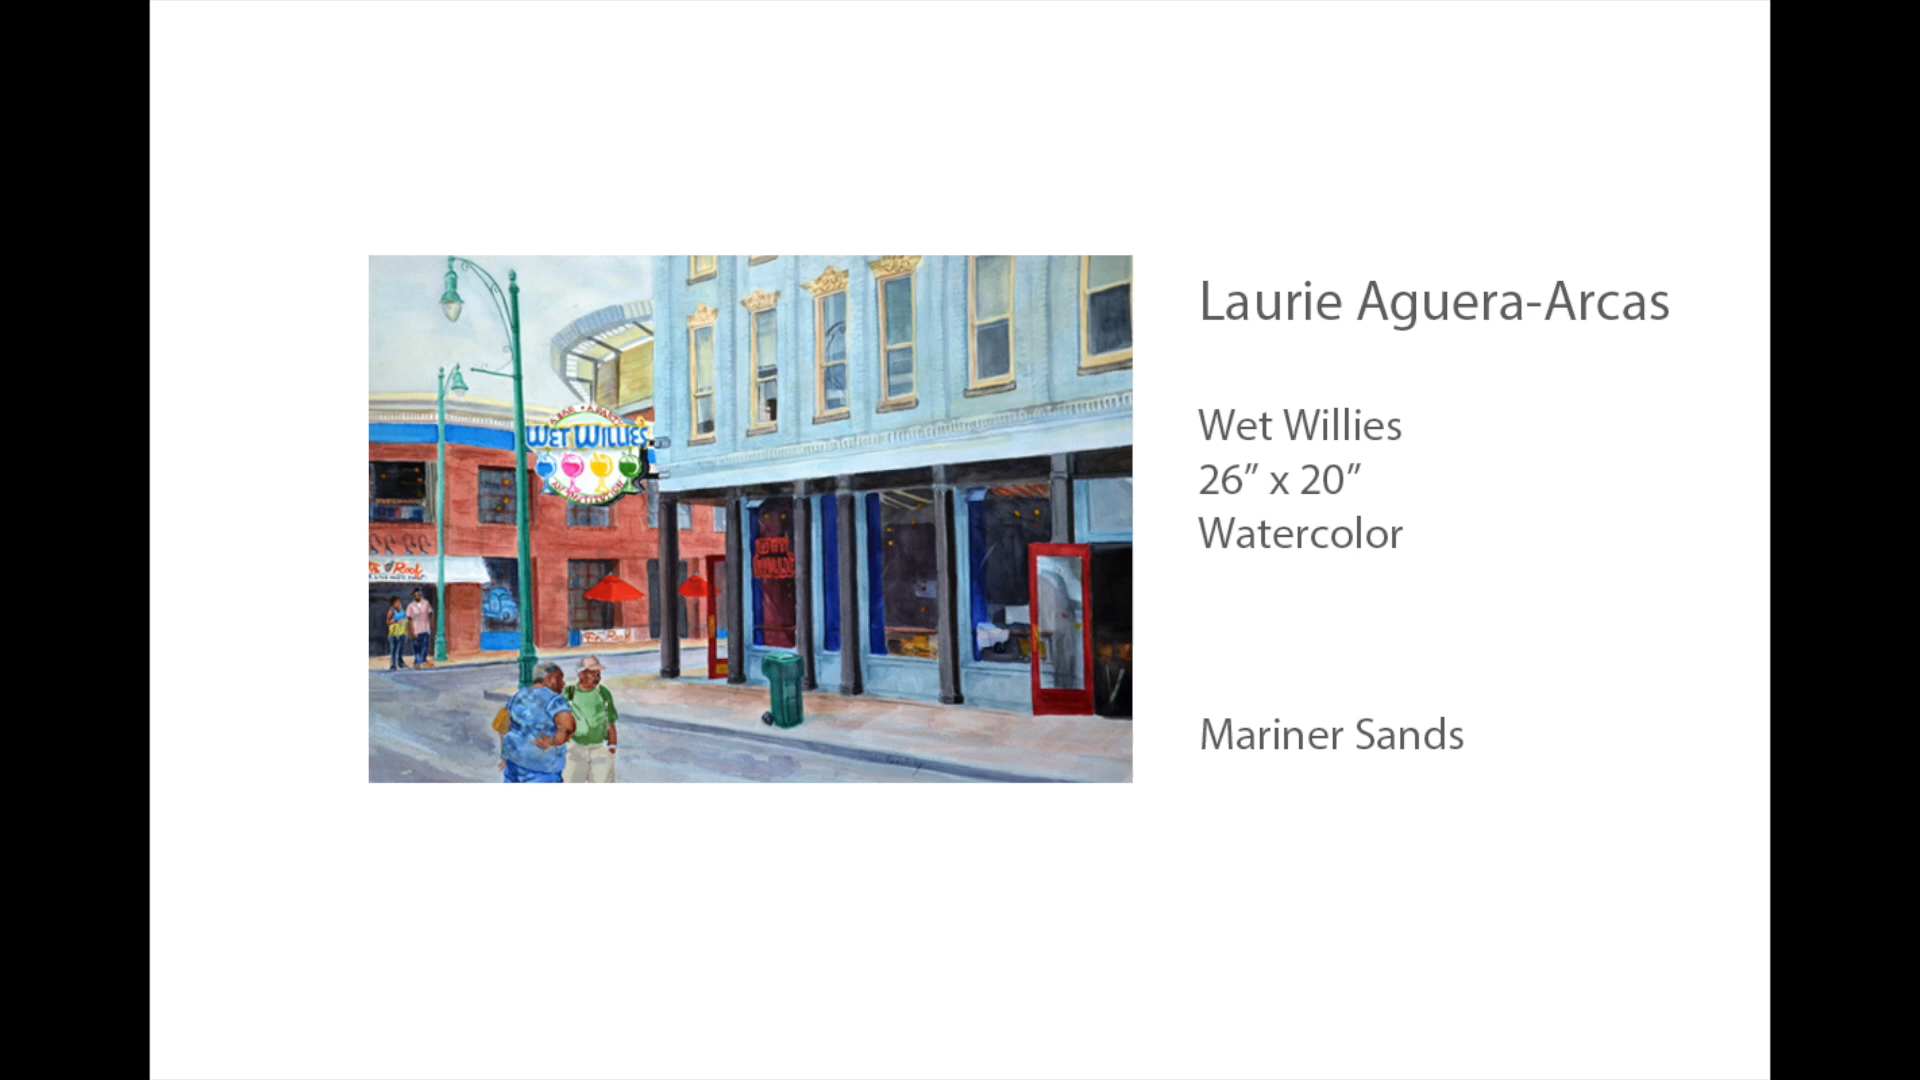 WET WILLIES
Laurie Aguera-Arcas
Wet Willies
26” x 20”
Watercolor
Mariner Sands